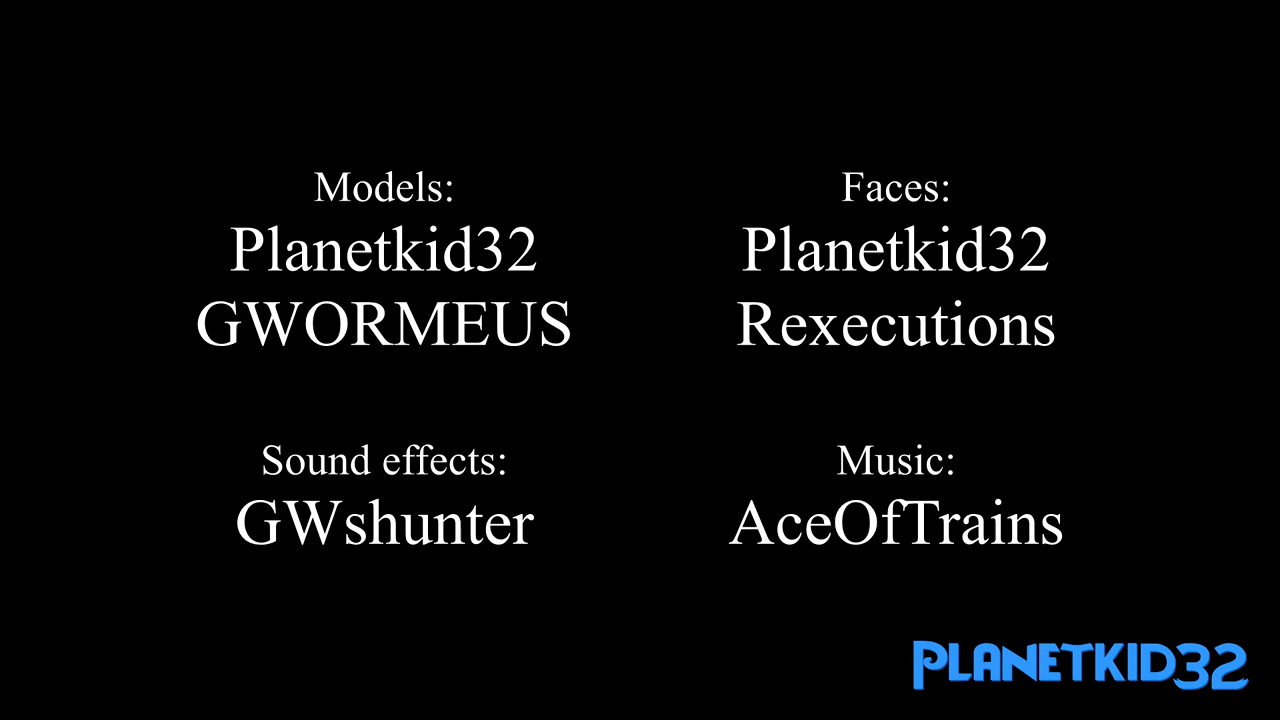 Models:
Planetkid32
GWORMEUS
Faces:
Planetkid32
Rexecutions
Sound effects:
GWshunter
Music:
AceOfTrains
PLANETKID32